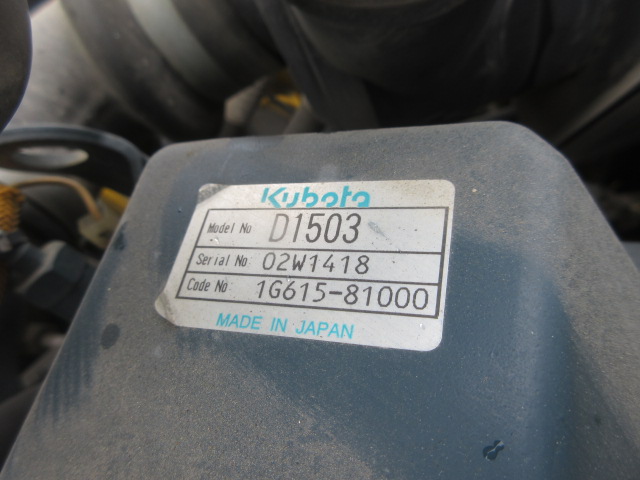 Kubota
Model No D1503
Serial No 02W1418
Code No 1G615-81000
MADE IN JAPAN